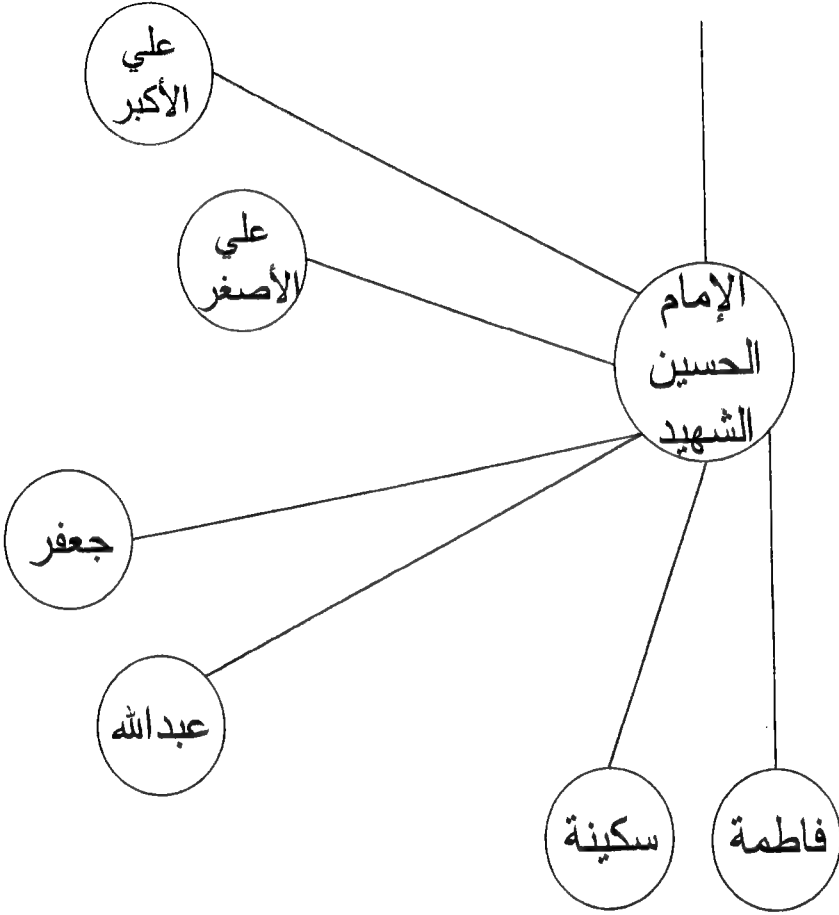 علي
الأكبر
علي
الأصغر
الإمام
الحسين
الشهيد
جعفر
عبدالله
سكينة
فاطمة